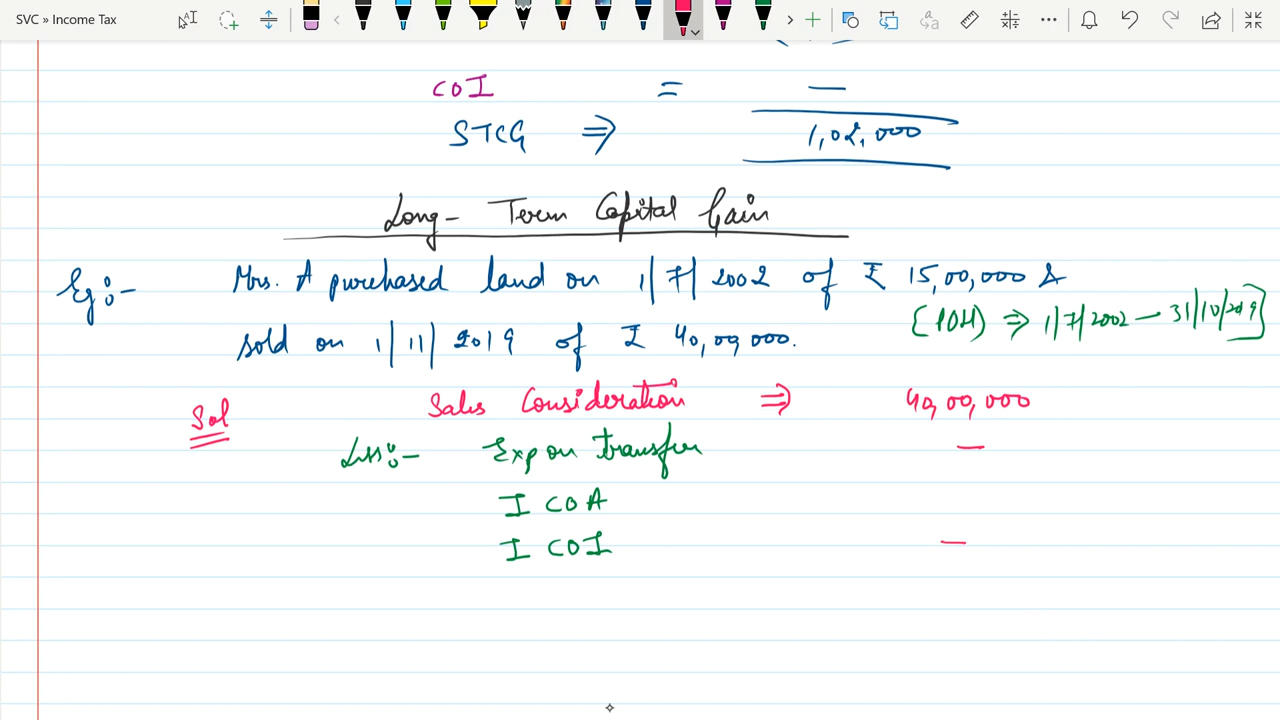 SVC » Income Tax
COI = —
STCG ⇒ 1,02,000
Long- Term Capital Gain
Eg:- Mrs. A purchased land on 1/7/2002 of ₹ 15,00,000 &
sold on 1/11/2019 of ₹ 40,00,000. {POH) ⇒ 1/7/2002 — 31/10/2019}
Sol Sales Consideration ⇒ 40,00,000
Less:- Exp on transfer —
I COA
I COI —